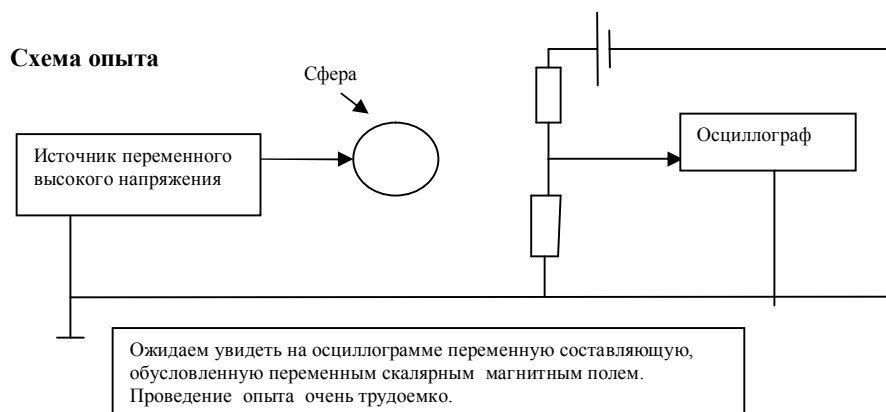 Схема опыта
Сфера
Источник переменного
высокого напряжения
Осциллограф
Ожидаем увидеть на осциллограмме переменную составляющую,
обусловленную переменным скалярным магнитным полем.
Проведение опыта очень трудоемко.